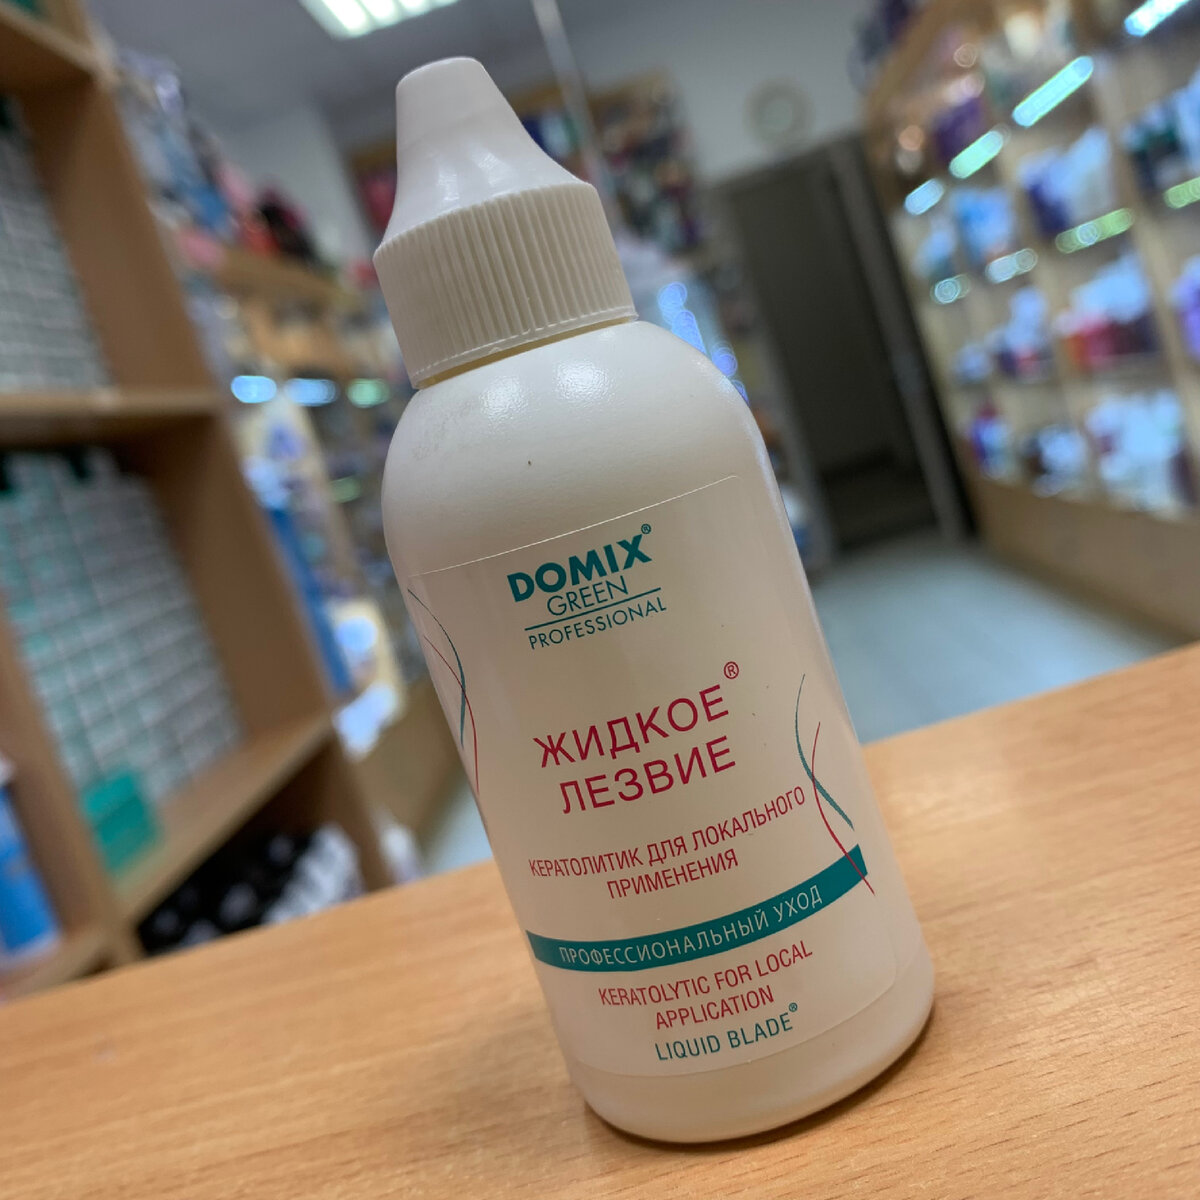 DOMIX®
GREEN
PROFESSIONAL
ЖИДКОЕ®
ЛЕЗВИЕ
КЕРАТОЛИТИК ДЛЯ ЛОКАЛЬНОГО
ПРИМЕНЕНИЯ
ПРОФЕССИОНАЛЬНЫЙ УХОД
KERATOLYTIC FOR LOCAL
APPLICATION
LIQUID BLADE®